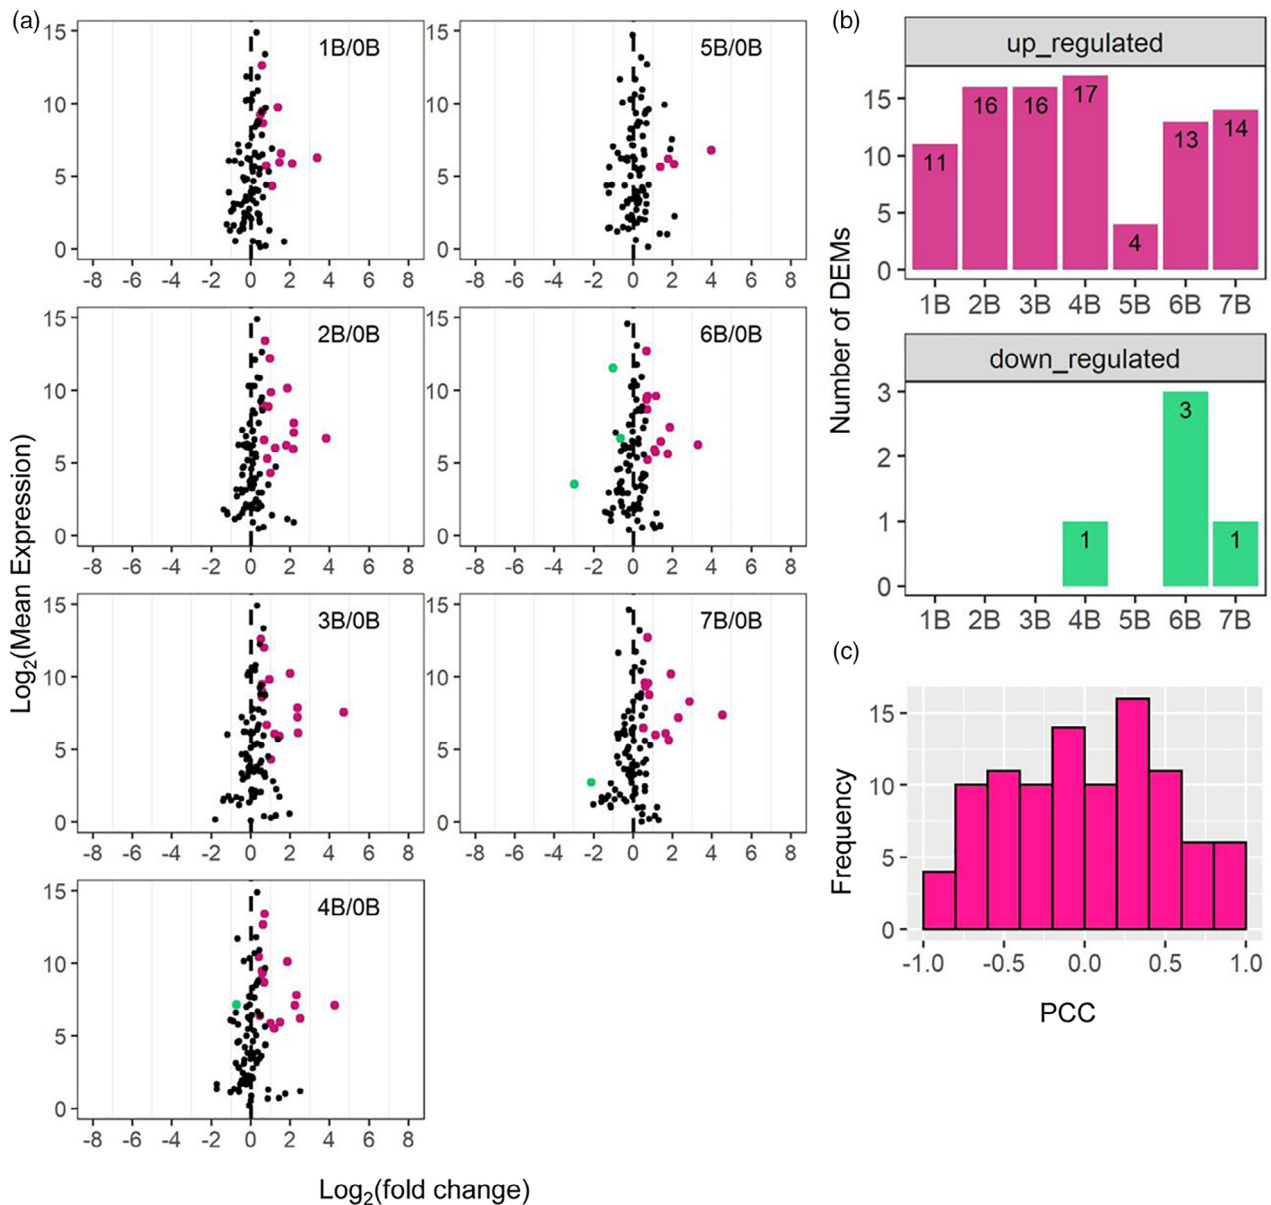 (a)
Log2(Mean Expression)
15
10
5
0
1B/0B
-8 -6 -4 -2 0 2 4 6 8
15
10
5
0
5B/0B
-8 -6 -4 -2 0 2 4 6 8
15
10
5
0
2B/0B
-8 -6 -4 -2 0 2 4 6 8
15
10
5
0
6B/0B
-8 -6 -4 -2 0 2 4 6 8
15
10
5
0
3B/0B
-8 -6 -4 -2 0 2 4 6 8
15
10
5
0
7B/0B
-8 -6 -4 -2 0 2 4 6 8
15
10
5
0
4B/0B
-8 -6 -4 -2 0 2 4 6 8
Log2(fold change)
(b)
Number of DEMs
up_regulated
15
10
5
0
11 16 16 17 4 13 14
1B 2B 3B 4B 5B 6B 7B
down_regulated
3
2
1
0
1 3 1
1B 2B 3B 4B 5B 6B 7B
(c)
Frequency
15
10
5
0
-1.0 -0.5 0.0 0.5 1.0
PCC